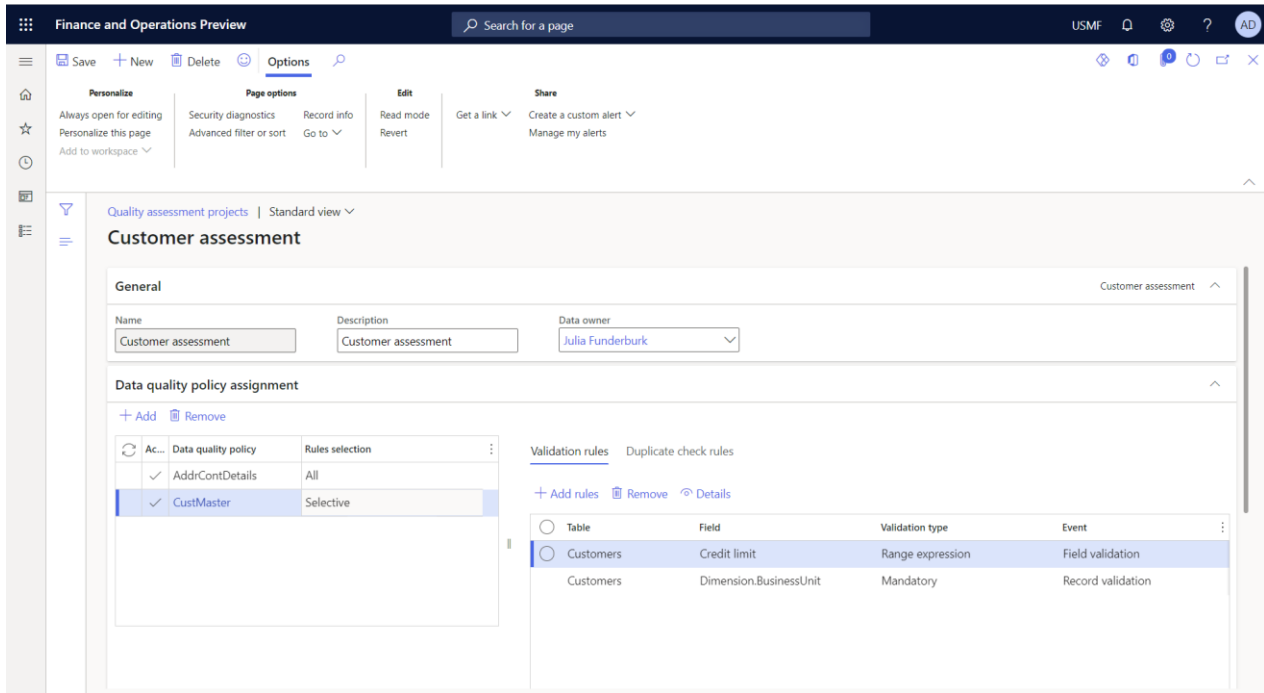 Finance and Operations Preview
Search for a page
USMF
AD
Save
New
Delete
Options
0
Personalize
Page options
Edit
Share
Always open for editing
Security diagnostics
Record info
Read mode
Get a link
Create a custom alert
Personalize this page
Advanced filter or sort
Go to
Revert
Manage my alerts
Add to workspace
Quality assessment projects | Standard view
Customer assessment
General
Customer assessment
Name
Description
Data owner
Customer assessment
Customer assessment
Julia Funderburk
Data quality policy assignment
Add
Remove
Ac... Data quality policy Rules selection
AddrContDetails All
CustMaster Selective
Validation rules
Duplicate check rules
Add rules
Remove
Details
Table Field Validation type Event
Customers Credit limit Range expression Field validation
Customers Dimension.BusinessUnit Mandatory Record validation